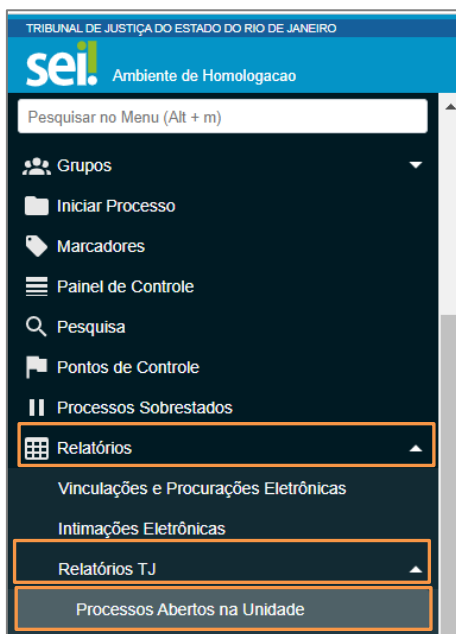 TRIBUNAL DE JUSTIÇA DO ESTADO DO RIO DE JANEIRO
sei! Ambiente de Homologacao
Pesquisar no Menu (Alt + m)
Grupos
Iniciar Processo
Marcadores
Painel de Controle
Pesquisa
Pontos de Controle
Processos Sobrestados
Relatórios
Vinculações e Procurações Eletrônicas
Intimações Eletrônicas
Relatórios TJ
Processos Abertos na Unidade